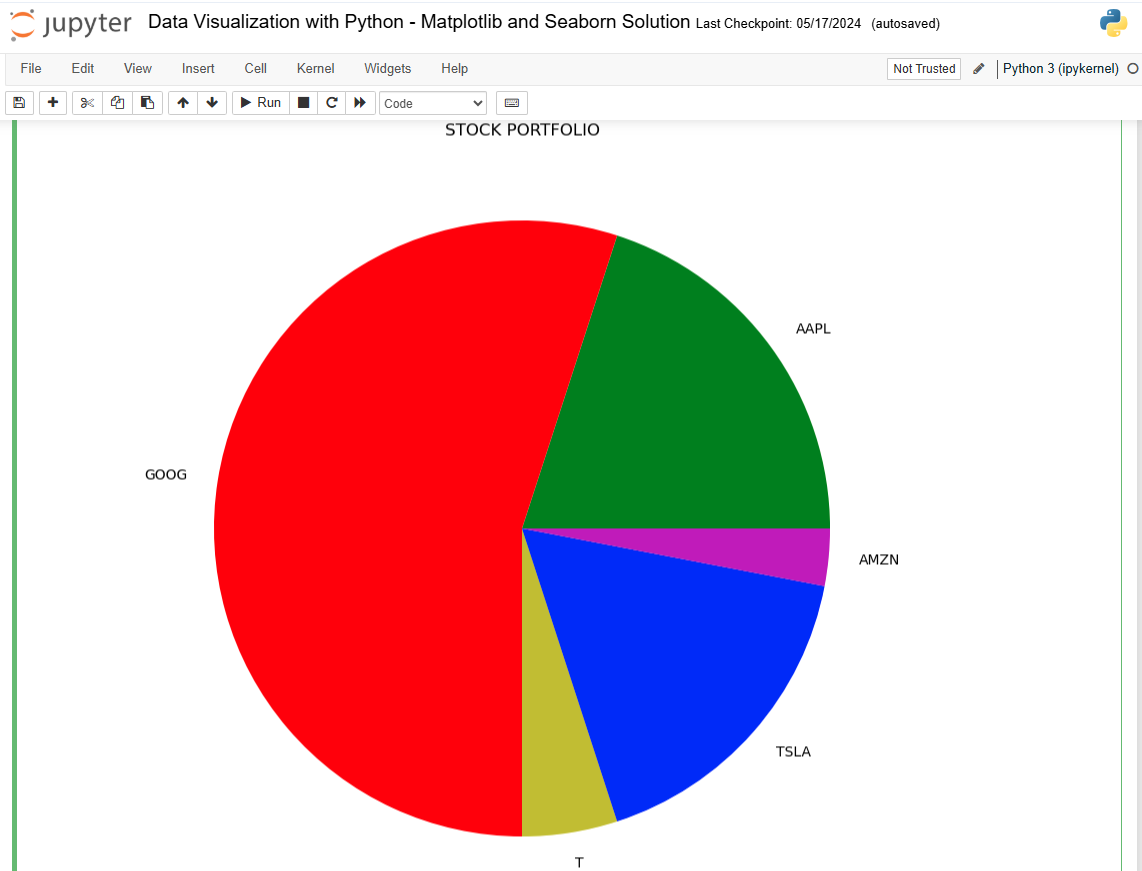 jupyter Data Visualization with Python - Matplotlib and Seaborn Solution Last Checkpoint: 05/17/2024 (autosaved)
File Edit View Insert Cell Kernel Widgets Help Not Trusted Python 3 (ipykernel)
Run Code
STOCK PORTFOLIO
AAPL
GOOG
AMZN
TSLA
T